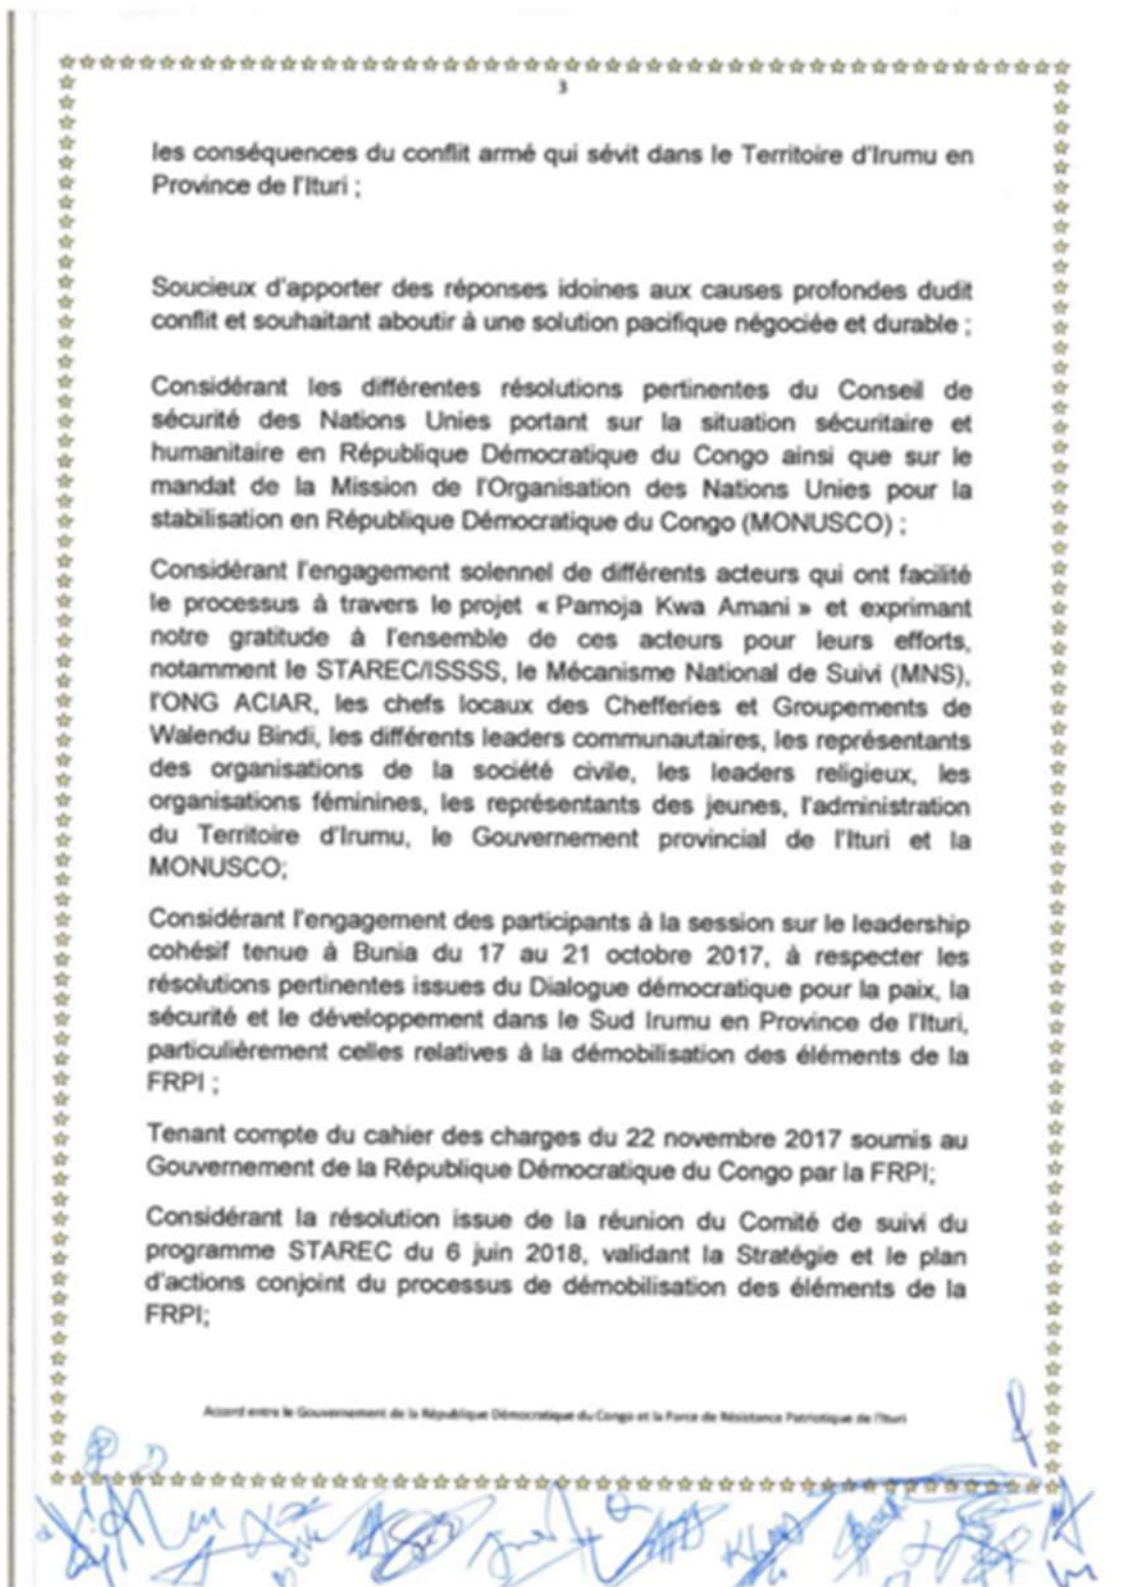 3
les conséquences du conflit armé qui sévit dans le Territoire d'Irumu en
Province de l'Ituri ;
Soucieux d'apporter des réponses idoines aux causes profondes dudit
conflit et souhaitant aboutir à une solution pacifique négociée et durable ;
Considérant les différentes résolutions pertinentes du Conseil de
sécurité des Nations Unies portant sur la situation sécuritaire et
humanitaire en République Démocratique du Congo ainsi que sur le
mandat de la Mission de l'Organisation des Nations Unies pour la
stabilisation en République Démocratique du Congo (MONUSCO) ;
Considérant l'engagement solennel de différents acteurs qui ont facilité
le processus à travers le projet « Pamoja Kwa Amani » et exprimant
notre gratitude à l'ensemble de ces acteurs pour leurs efforts,
notamment le STAREC/ISSSS, le Mécanisme National de Suivi (MNS),
l'ONG ACIAR, les chefs locaux des Chefferies et Groupements de
Walendu Bindi, les différents leaders communautaires, les représentants
des organisations de la société civile, les leaders religieux, les
organisations féminines, les représentants des jeunes, l'administration
du Territoire d'Irumu, le Gouvernement provincial de l'Ituri et la
MONUSCO;
Considérant l'engagement des participants à la session sur le leadership
cohésif tenue à Bunia du 17 au 21 octobre 2017, à respecter les
résolutions pertinentes issues du Dialogue démocratique pour la paix, la
sécurité et le développement dans le Sud Irumu en Province de l'Ituri,
particulièrement celles relatives à la démobilisation des éléments de la
FRPI ;
Tenant compte du cahier des charges du 22 novembre 2017 soumis au
Gouvernement de la République Démocratique du Congo par la FRPI;
Considérant la résolution issue de la réunion du Comité de suivi du
programme STAREC du 6 juin 2018, validant la Stratégie et le plan
d'actions conjoint du processus de démobilisation des éléments de la
FRPI;
Accord entre le Gouvernement de la République Démocratique du Congo et la Force de Résistance Patriotique de l'Ituri